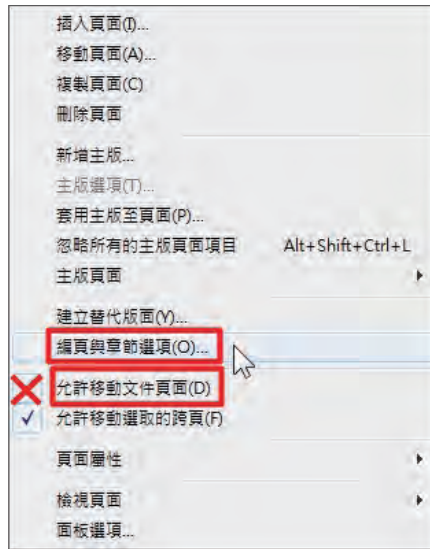 插入頁面(I)...
移動頁面(A)...
複製頁面(C)
刪除頁面
新增主版...
主版選項(T)...
套用主版至頁面(P)...
忽略所有的主版頁面項目 Alt+Shift+Ctrl+L
主版頁面
建立替代版面(Y)...
編頁與章節選項(O)...
允許移動文件頁面(D)
允許移動選取的跨頁(F)
頁面屬性
檢視頁面
面板選項...